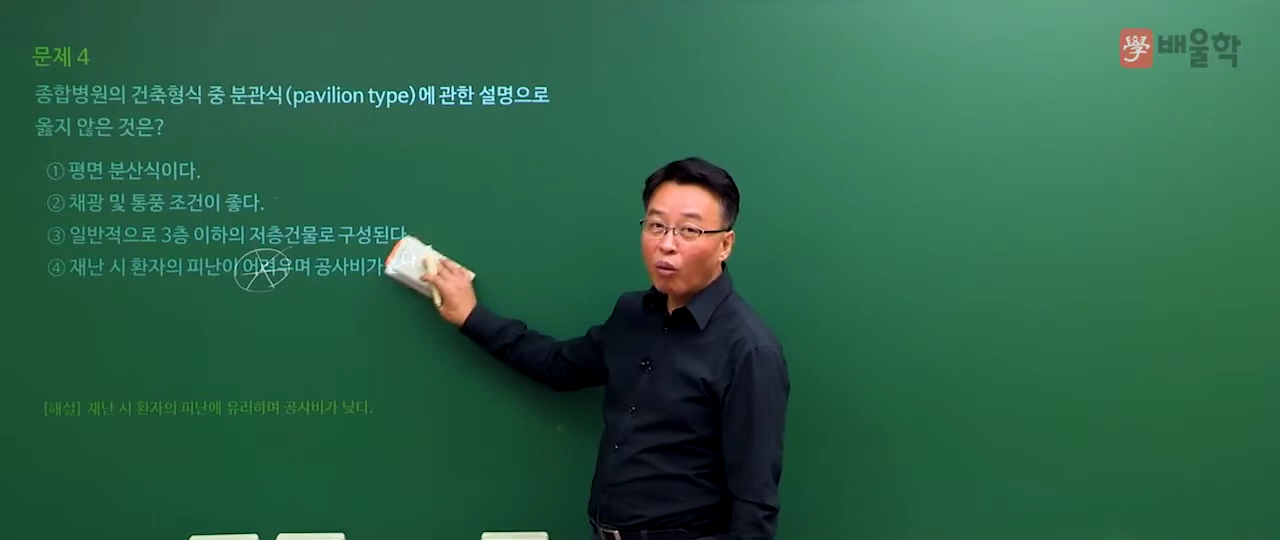 學 배울학
문제 4
종합병원의 건축형식 중 분관식(pavilion type)에 관한 설명으로
옳지 않은 것은?
① 평면 분산식이다.
② 채광 및 통풍 조건이 좋다.
③ 일반적으로 3층 이하의 저층건물로 구성된다.
④ 재난 시 환자의 피난이 어려우며 공사비가
[해설] 재난 시 환자의 피난에 유리하며 공사비가 낮다.